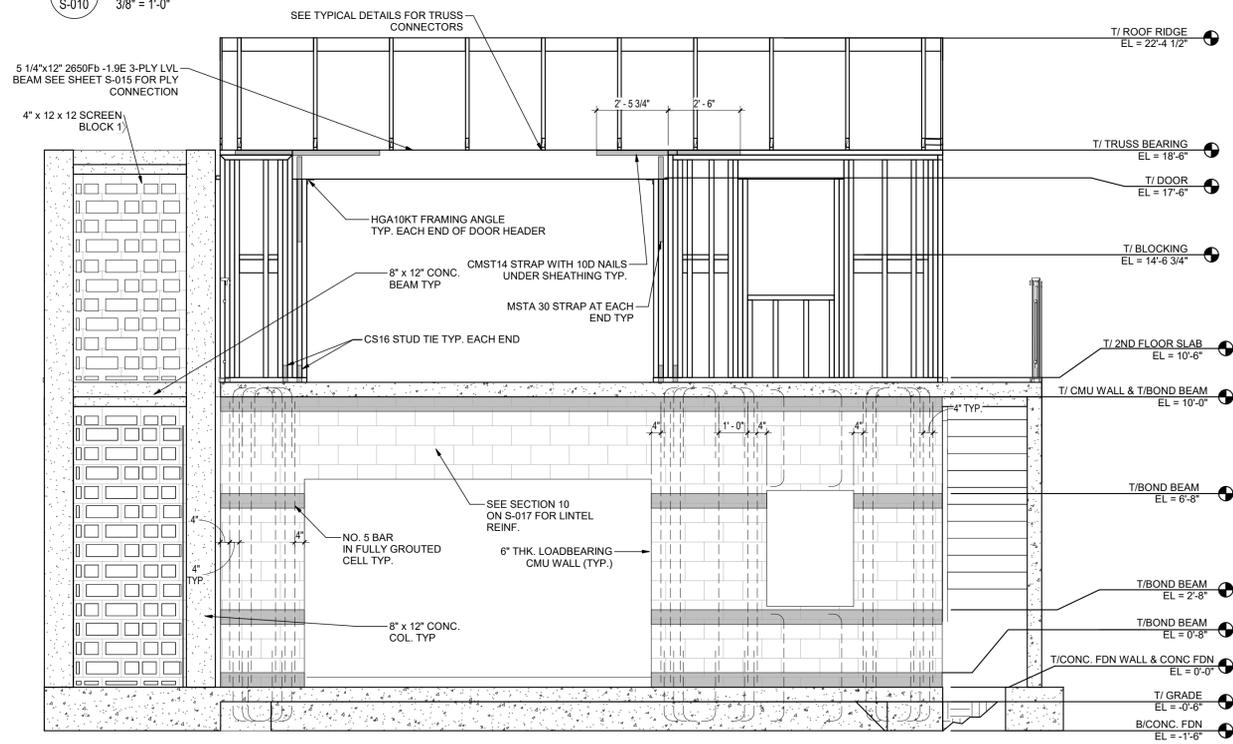 S-010
3/8" = 1'-0"
SEE TYPICAL DETAILS FOR TRUSS
CONNECTORS
T/ ROOF RIDGE
EL = 22'-4 1/2"
5 1/4"x12" 2650Fb -1.9E 3-PLY LVL
BEAM SEE SHEET S-015 FOR PLY
CONNECTION
4" x 12 x 12 SCREEN
BLOCK 1)
2' - 5 3/4"
2' - 6"
T/ TRUSS BEARING
EL = 18'-6"
T/ DOOR
EL = 17'-6"
HGA10KT FRAMING ANGLE
TYP. EACH END OF DOOR HEADER
T/ BLOCKING
EL = 14'-6 3/4"
CMST14 STRAP WITH 10D NAILS
UNDER SHEATHING TYP.
8" x 12" CONC.
BEAM TYP
MSTA 30 STRAP AT EACH
END TYP
CS16 STUD TIE TYP. EACH END
T/ 2ND FLOOR SLAB
EL = 10'-6"
T/ CMU WALL & T/BOND BEAM
EL = 10'-0"
4" TYP.
4"
1' - 0"
4"
4"
T/BOND BEAM
EL = 6'-8"
SEE SECTION 10
ON S-017 FOR LINTEL
REINF.
4"
4"
NO. 5 BAR
IN FULLY GROUTED
CELL TYP.
6" THK. LOADBEARING
CMU WALL (TYP.)
4"
TYP.
T/BOND BEAM
EL = 2'-8"
8" x 12" CONC.
COL. TYP
T/BOND BEAM
EL = 0'-8"
T/CONC. FDN WALL & CONC FDN
EL = 0'-0"
T/ GRADE
EL = -0'-6"
B/CONC. FDN
EL = -1'-6"